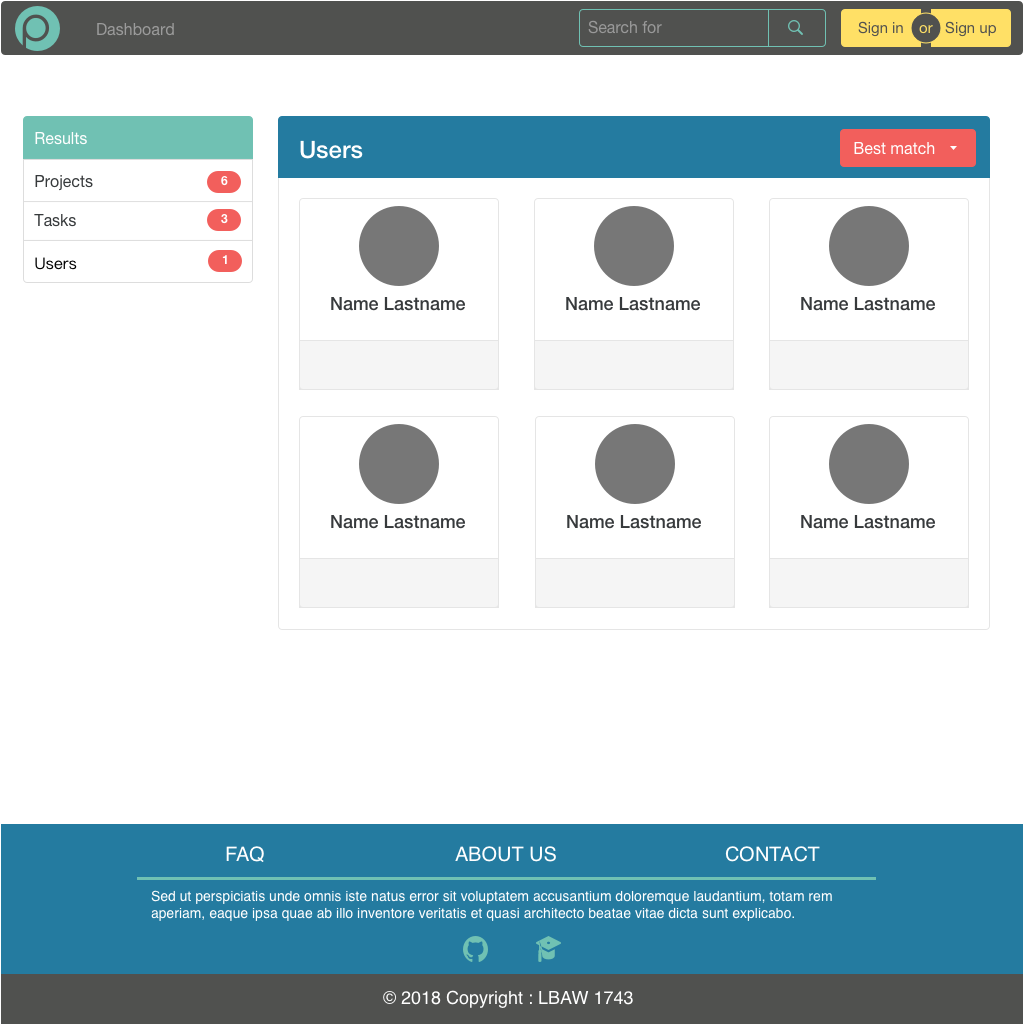 Dashboard
Search for
Sign in or Sign up
Results
Projects 6
Tasks 3
Users 1
Users
Best match
Name Lastname
Name Lastname
Name Lastname
Name Lastname
Name Lastname
Name Lastname
FAQ
ABOUT US
CONTACT
Sed ut perspiciatis unde omnis iste natus error sit voluptatem accusantium doloremque laudantium, totam rem
aperiam, eaque ipsa quae ab illo inventore veritatis et quasi architecto beatae vitae dicta sunt explicabo.
© 2018 Copyright : LBAW 1743